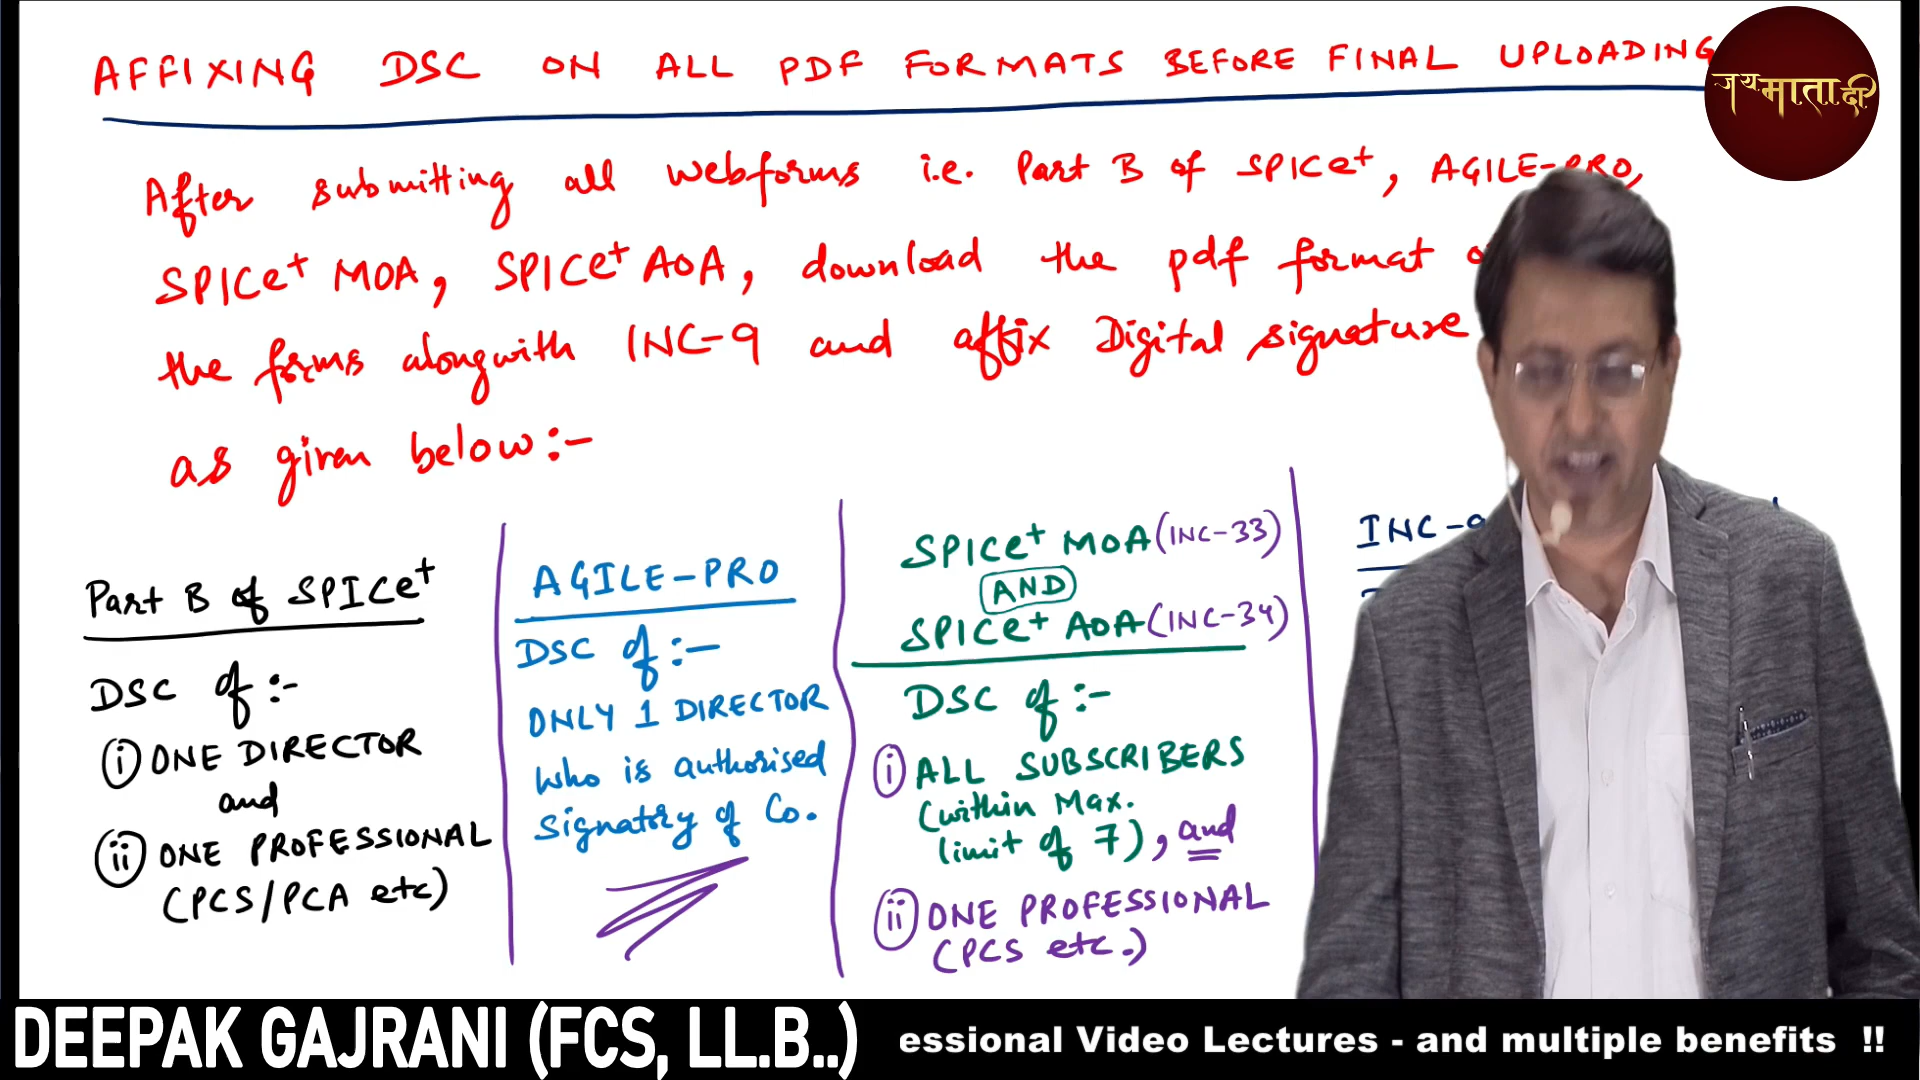 AFFIXING DSC ON ALL PDF FORMATS BEFORE FINAL UPLOADING
जय माता दी
After submitting all webforms i.e. Part B of SPICe+, AGILE-PRO,
SPICe+ MOA, SPICe+ AOA, download the pdf format
the forms alongwith INC-9 and affix Digital signature
as given below:-
Part B of SPICe+
DSC of:-
(i) ONE DIRECTOR
and
(ii) ONE PROFESSIONAL
(PCS/PCA etc)
AGILE-PRO
DSC of:-
ONLY 1 DIRECTOR
who is authorised
signatory of Co.
SPICe+ MOA (INC-33)
AND
SPICe+ AOA (INC-34)
DSC of:-
(i) ALL SUBSCRIBERS
(within Max.
limit of 7), and
(ii) ONE PROFESSIONAL
(PCS etc.)
INC-9
DEEPAK GAJRANI (FCS, LL.B..)
essional Video Lectures - and multiple benefits !!